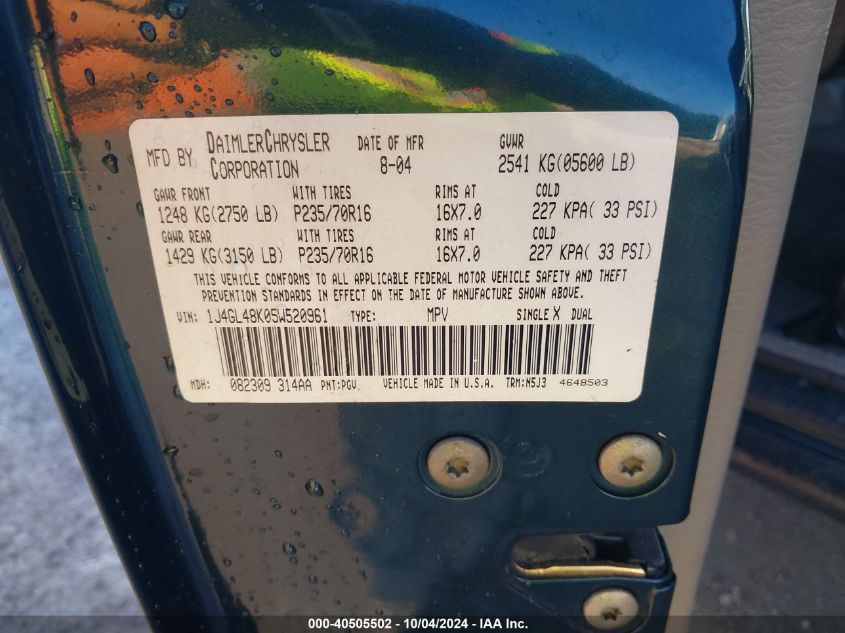 MFD BY DAIMLERCHRYSLER CORPORATION DATE OF MFR 8-04 GVWR 2541 KG(05600 LB)
GAWR FRONT WITH TIRES RIMS AT COLD
1248 KG(2750 LB) P235/70R16 16X7.0 227 KPA( 33 PSI)
GAWR REAR WITH TIRES RIMS AT COLD
1429 KG(3150 LB) P235/70R16 16X7.0 227 KPA( 33 PSI)
THIS VEHICLE CONFORMS TO ALL APPLICABLE FEDERAL MOTOR VEHICLE SAFETY AND THEFT
PREVENTION STANDARDS IN EFFECT ON THE DATE OF MANUFACTURE SHOWN ABOVE.
VIN: 1J4GL48K05W520961 TYPE: MPV SINGLE X DUAL
MDH: 082309 314AA PNT:PGV VEHICLE MADE IN U.S.A. TRM:N5J3 4648503
000-40505502 - 10/04/2024 - IAA Inc.